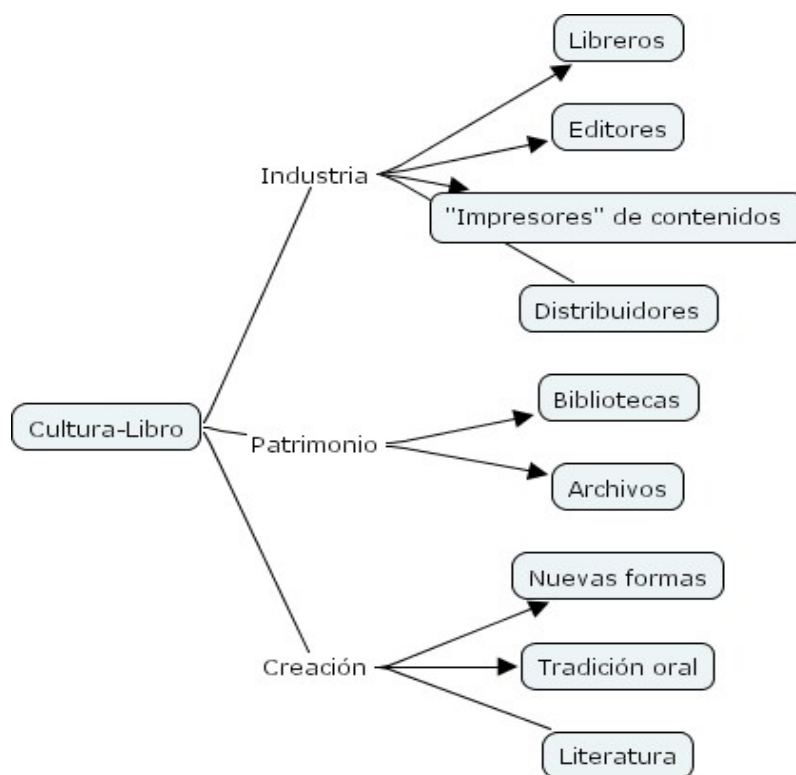 Libreros
Editores
Industria
"Impresores" de contenidos
Distribuidores
Bibliotecas
Cultura-Libro
Patrimonio
Archivos
Nuevas formas
Creación
Tradición oral
Literatura